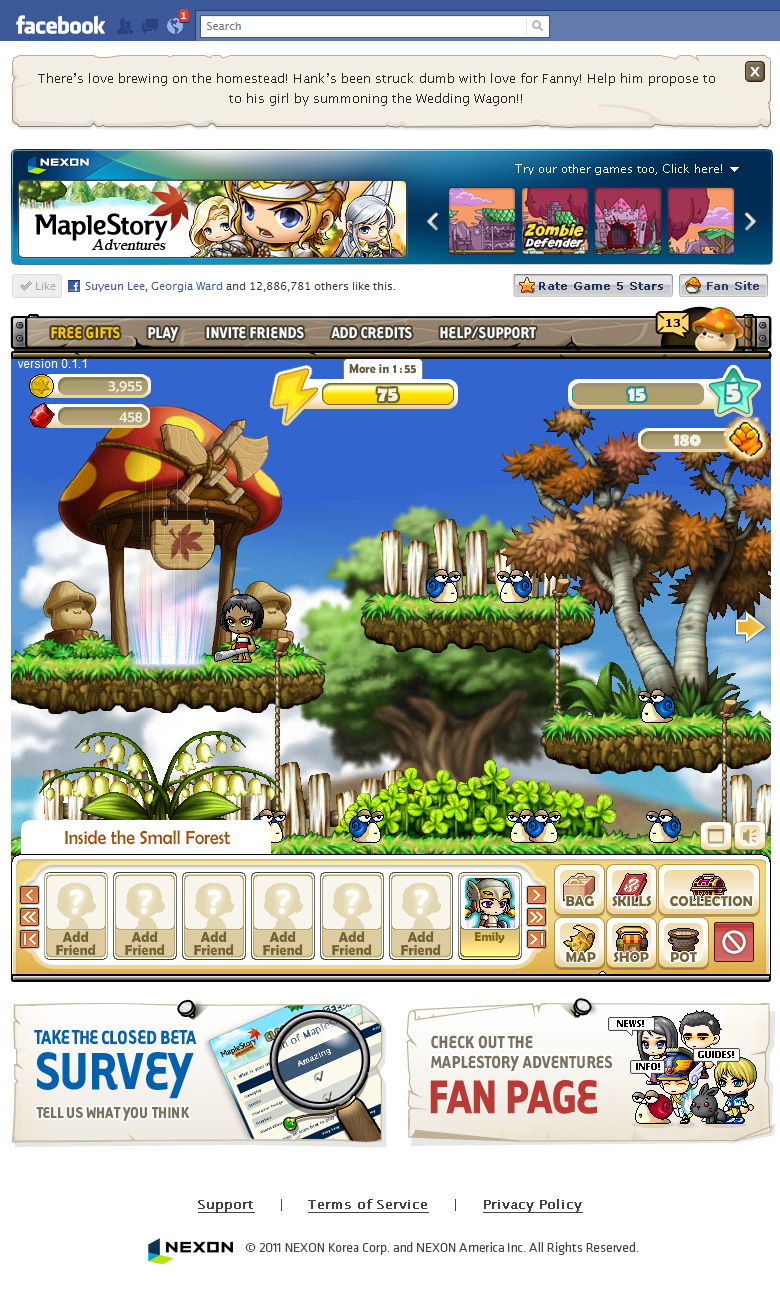 facebook
1
Search
There's love brewing on the homestead! Hank's been struck dumb with love for Fanny! Help him propose to
to his girl by summoning the Wedding Wagon!!
X
NEXON
Try our other games too, Click here!
MapleStory
Adventures
Zombie
Defender
Like
Suyeun Lee, Georgia Ward and 12,886,781 others like this.
Rate Game 5 Stars
Fan Site
FREE GIFTS
PLAY
INVITE FRIENDS
ADD CREDITS
HELP/SUPPORT
13
version 0.1.1
More in 1:55
3,955
75
15
5
458
180
Inside the Small Forest
Add
Friend
Add
Friend
Add
Friend
Add
Friend
Add
Friend
Add
Friend
Emily
BAG
SKILLS
COLLECTION
MAP
SHOP
POT
TAKE THE CLOSED BETA
SURVEY
TELL US WHAT YOU THINK
MapleStory
Amazing
CHECK OUT THE
MAPLESTORY ADVENTURES
FAN PAGE
NEWS!
GUIDES!
INFO!
Support | Terms of Service | Privacy Policy
NEXON
© 2011 NEXON Korea Corp. and NEXON America Inc. All Rights Reserved.